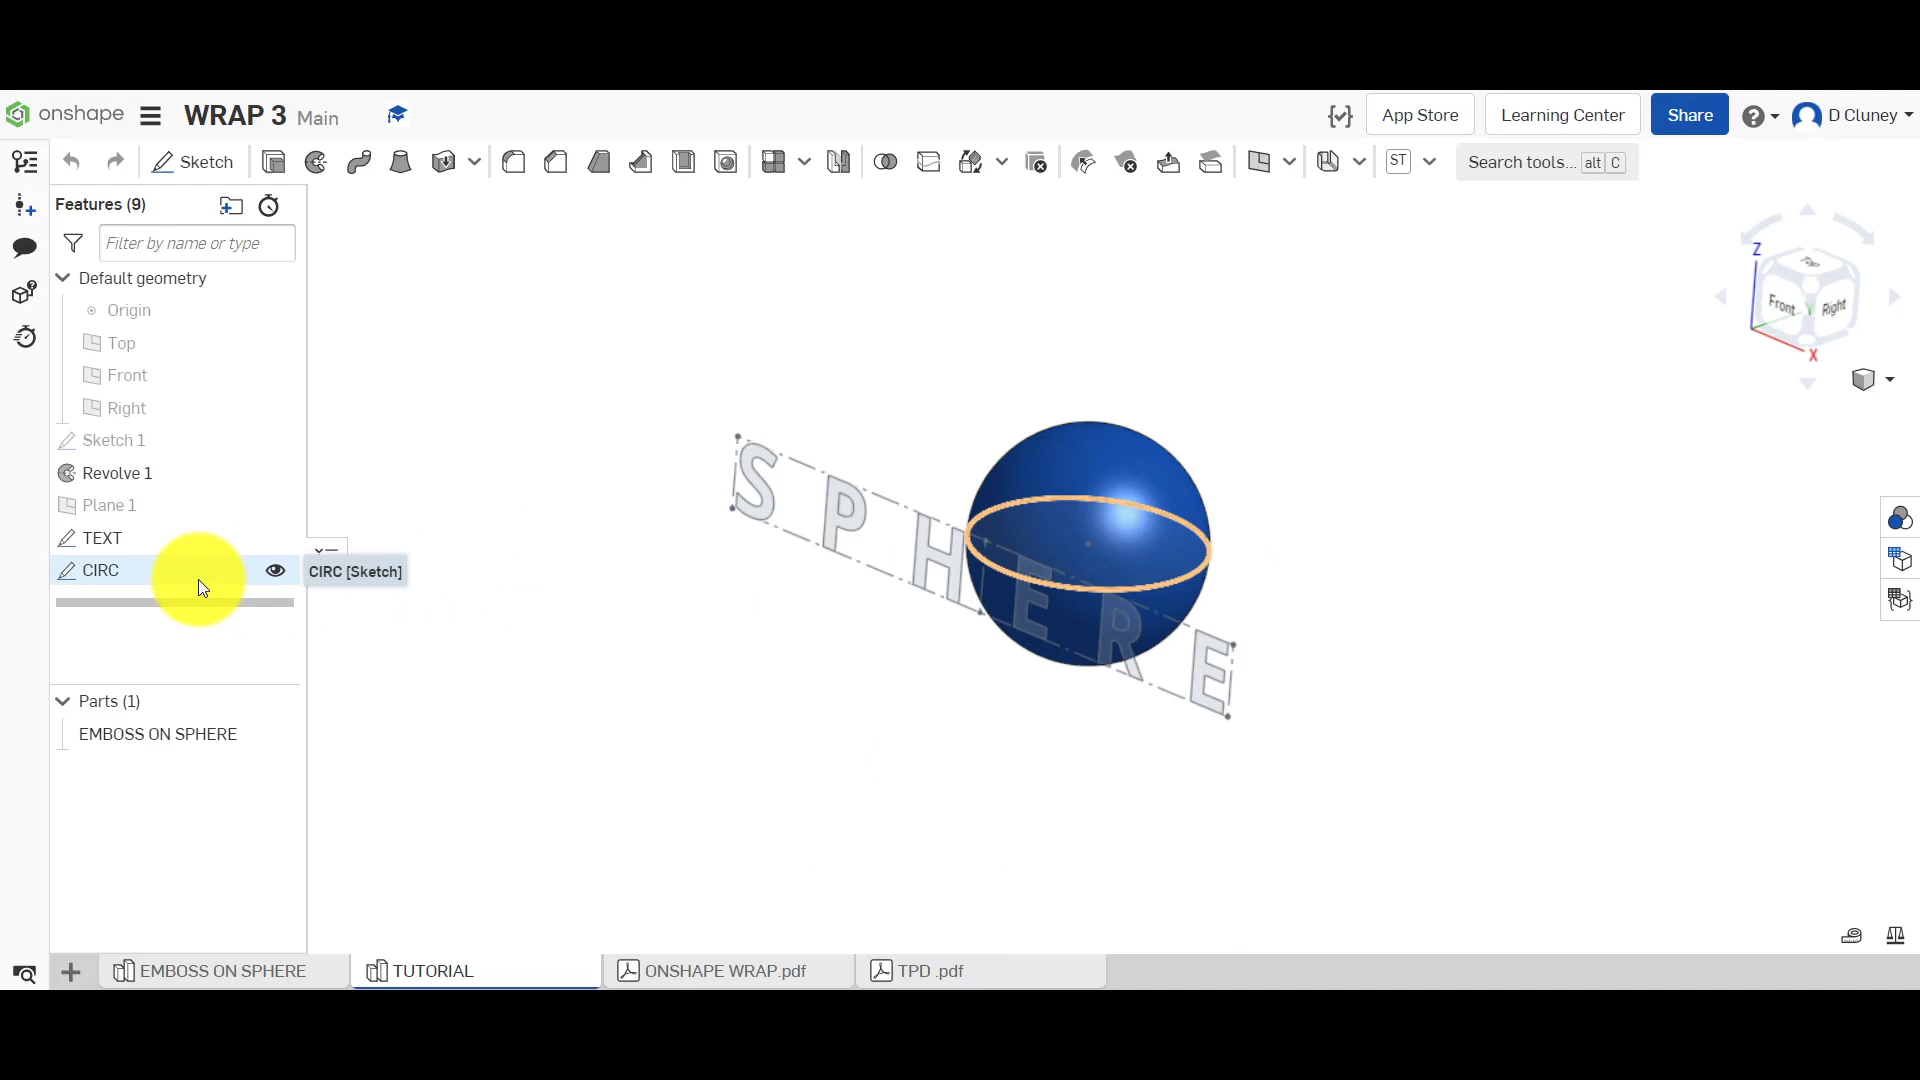 onshape
WRAP 3 Main
App Store
Learning Center
Share
D Cluney
Sketch
ST
Search tools... alt C
Features (9)
Filter by name or type
Default geometry
Origin
Top
Front
Right
Sketch 1
Revolve 1
Plane 1
TEXT
CIRC
CIRC [Sketch]
Parts (1)
EMBOSS ON SPHERE
SPHERE
Z
Top
Front
Y
Right
X
EMBOSS ON SPHERE
TUTORIAL
ONSHAPE WRAP.pdf
TPD .pdf